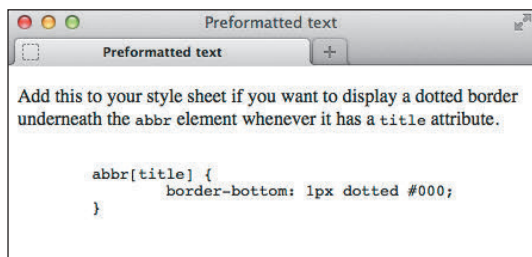 Preformatted text
Preformatted text
Add this to your style sheet if you want to display a dotted border
underneath the abbr element whenever it has a title attribute.
abbr[title] {
border-bottom: 1px dotted #000;
}